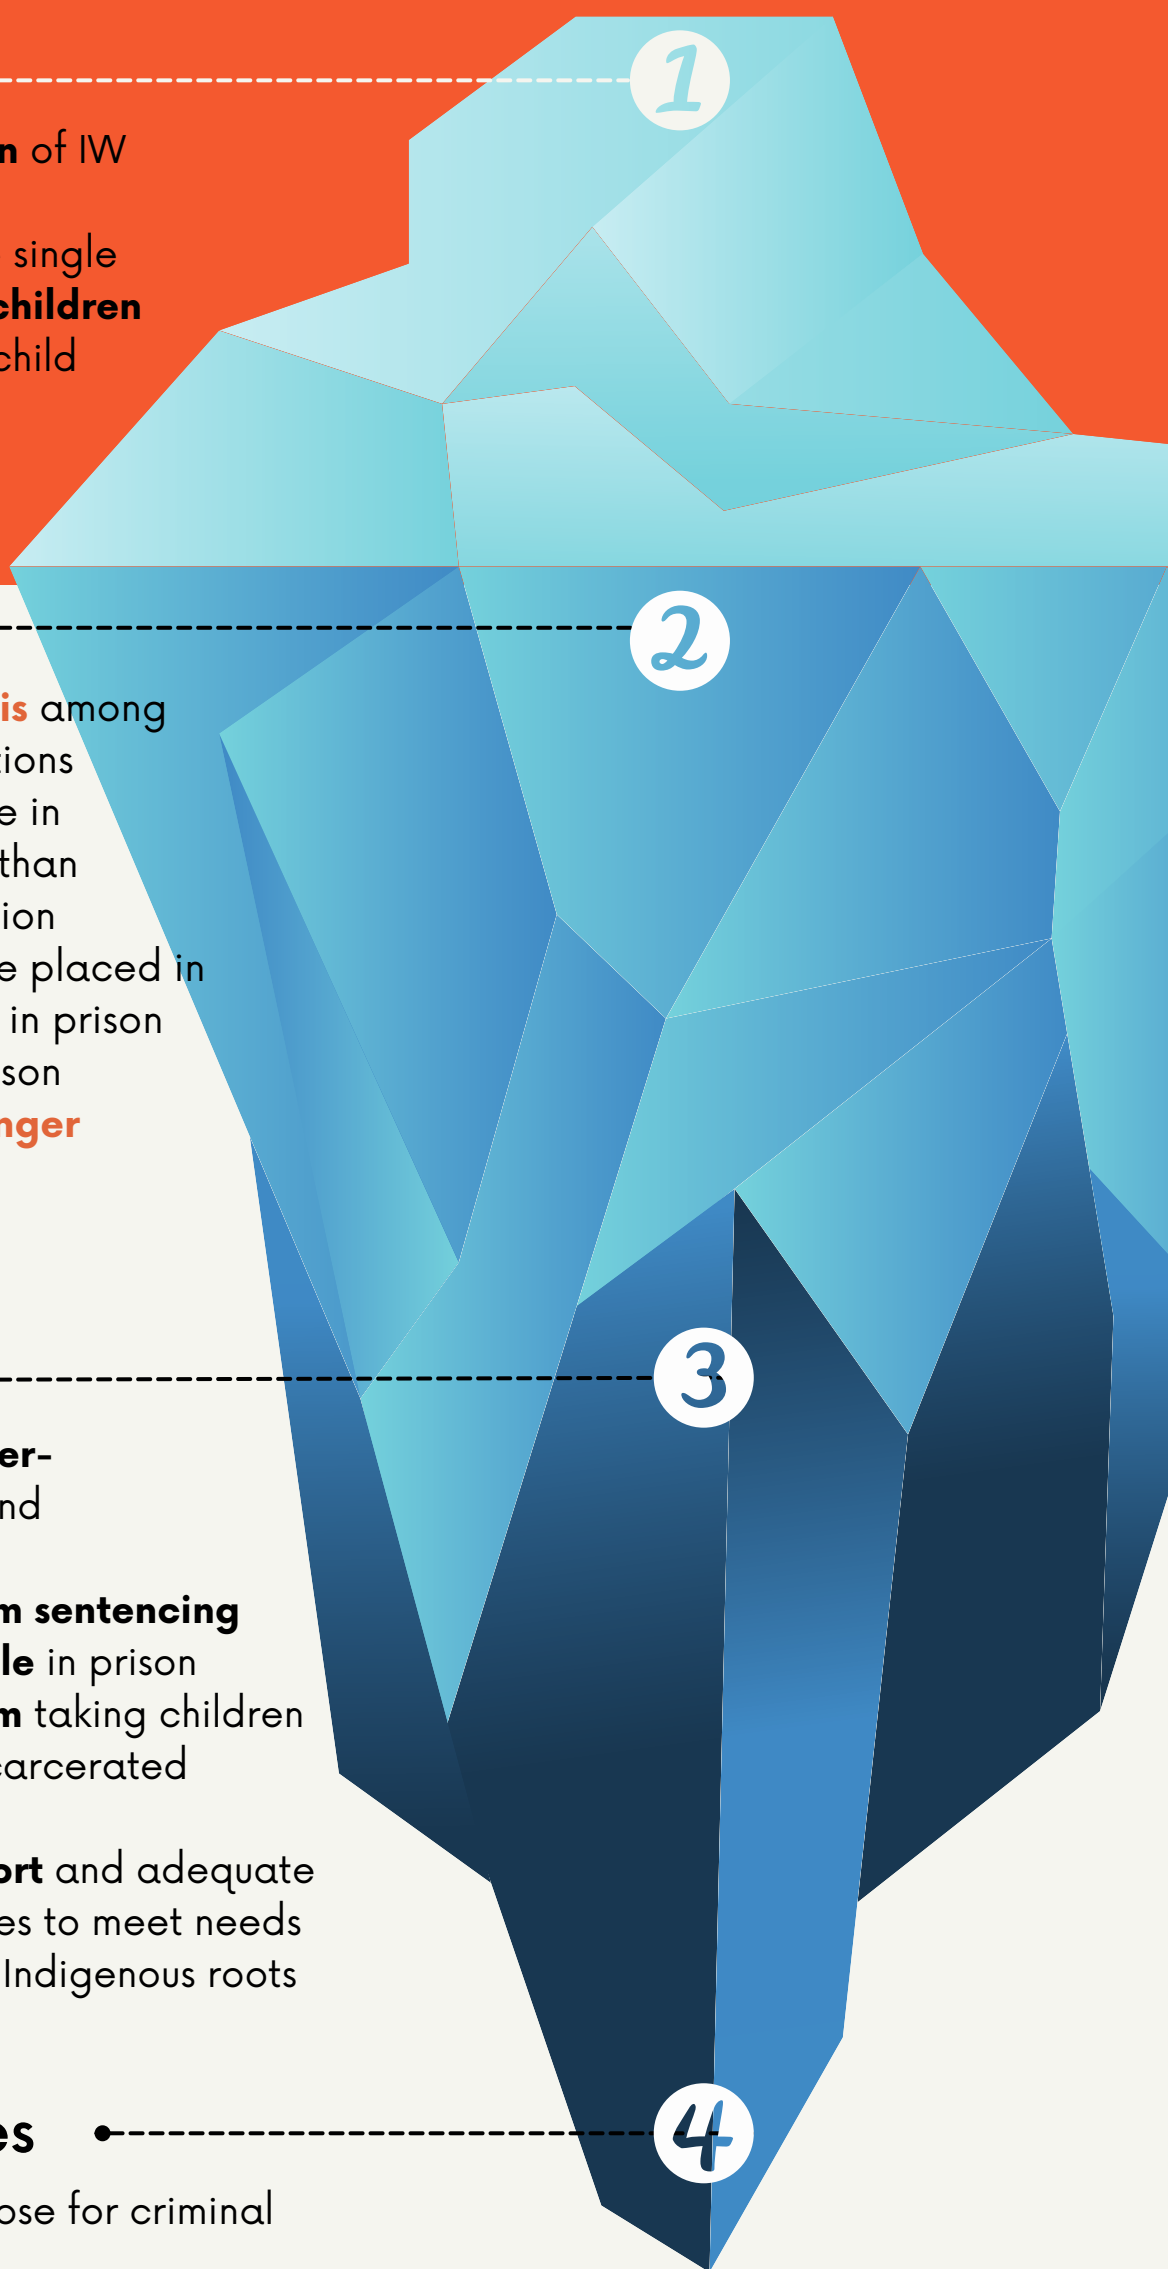 1
n of IW
single
children
child
2
is among
tions
e in
than
ion
e placed in
in prison
son
nger
3
er-
nd
m sentencing
le in prison
m taking children
carcerated
ort and adequate
es to meet needs
Indigenous roots
es
4
ose for criminal